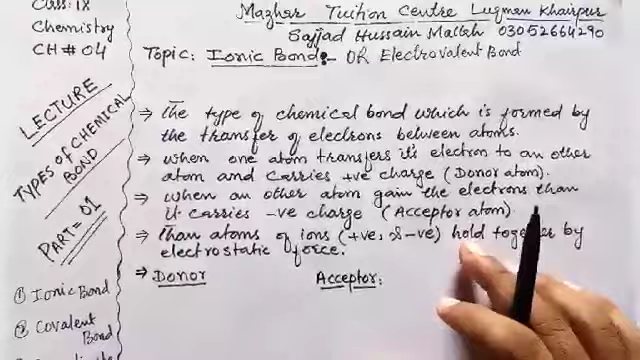 Class: IX
Chemistry
CH # 04
Maghar Tuition Centre Luqman Khairpur
Sajjad Hussain Mallah 03052664290
Topic: Ionic Bond:- OR Electrovalent Bond
LECTURE
TYPES OF CHEMICAL
BOND
PART= 01
① Ionic Bond
② Covalent
Bond
⇒ The type of chemical bond which is formed by
the transfer of electrons between atoms.
⇒ when one atom transfers it's electron to an other
atom and carries +ve charge (Donor atom).
⇒ when an other atom gain the electrons than
it carries -ve charge (Acceptor atom).
⇒ Than atoms of ions (+ve. & -ve) hold together by
electrostatic force.
⇒ Donor Acceptor: